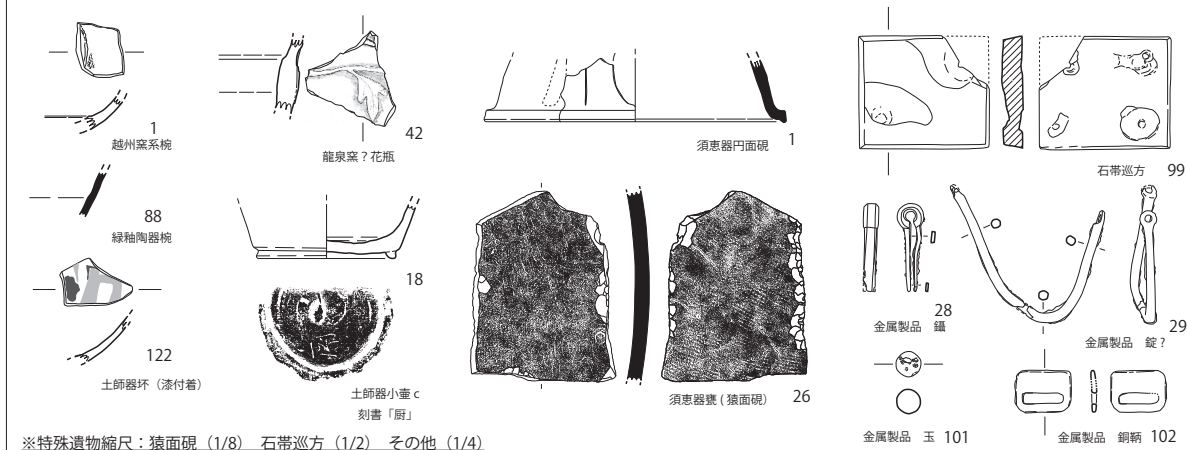 1
越州窯系椀
42
龍泉窯？花瓶
1
須恵器円面硯
99
石帯巡方
88
緑釉陶器椀
18
土師器小壷 c
刻書「厨」
122
土師器坏（漆付着）
26
須恵器甕 ( 猿面硯）
28
金属製品　鑷
29
金属製品　錠 ?
金属製品　玉 101
金属製品　銅鞆 102
※特殊遺物縮尺：猿面硯（1/8）　石帯巡方（1/2）　その他（1/4）